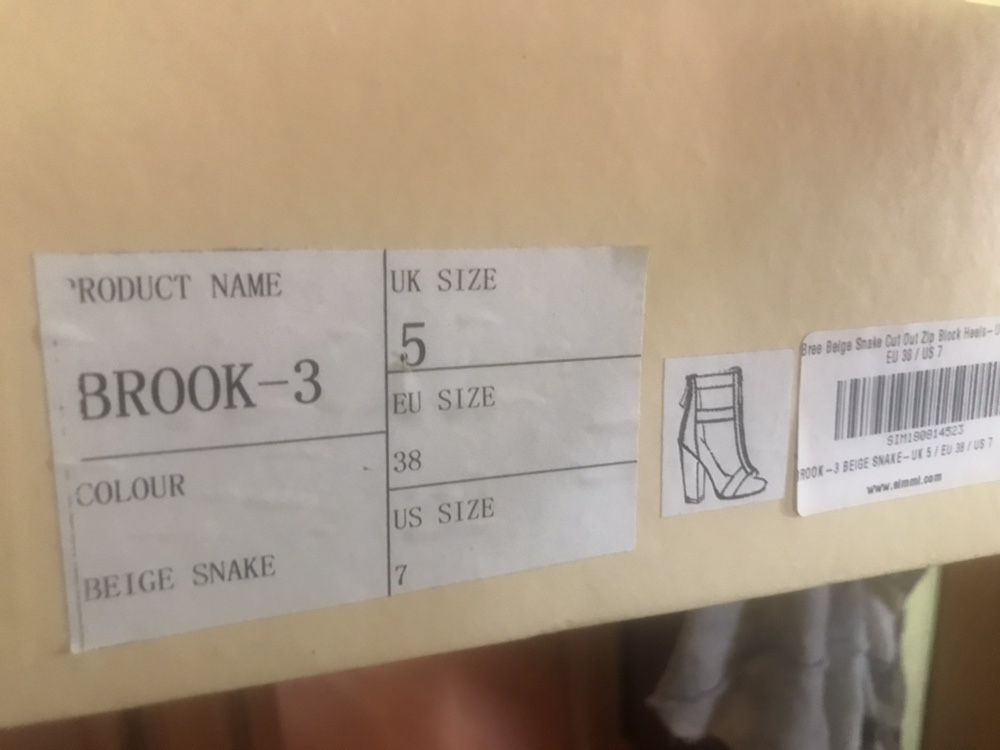 PRODUCT NAME
BROOK-3
COLOUR
BEIGE SNAKE
UK SIZE
5
EU SIZE
38
US SIZE
7
Bree Beige Snake Cut Out Zip Block Heels-U
EU 38 / US 7
SIM190914523
BROOK-3 BEIGE SNAKE-UK 5 / EU 38 / US 7
www.simmi.com